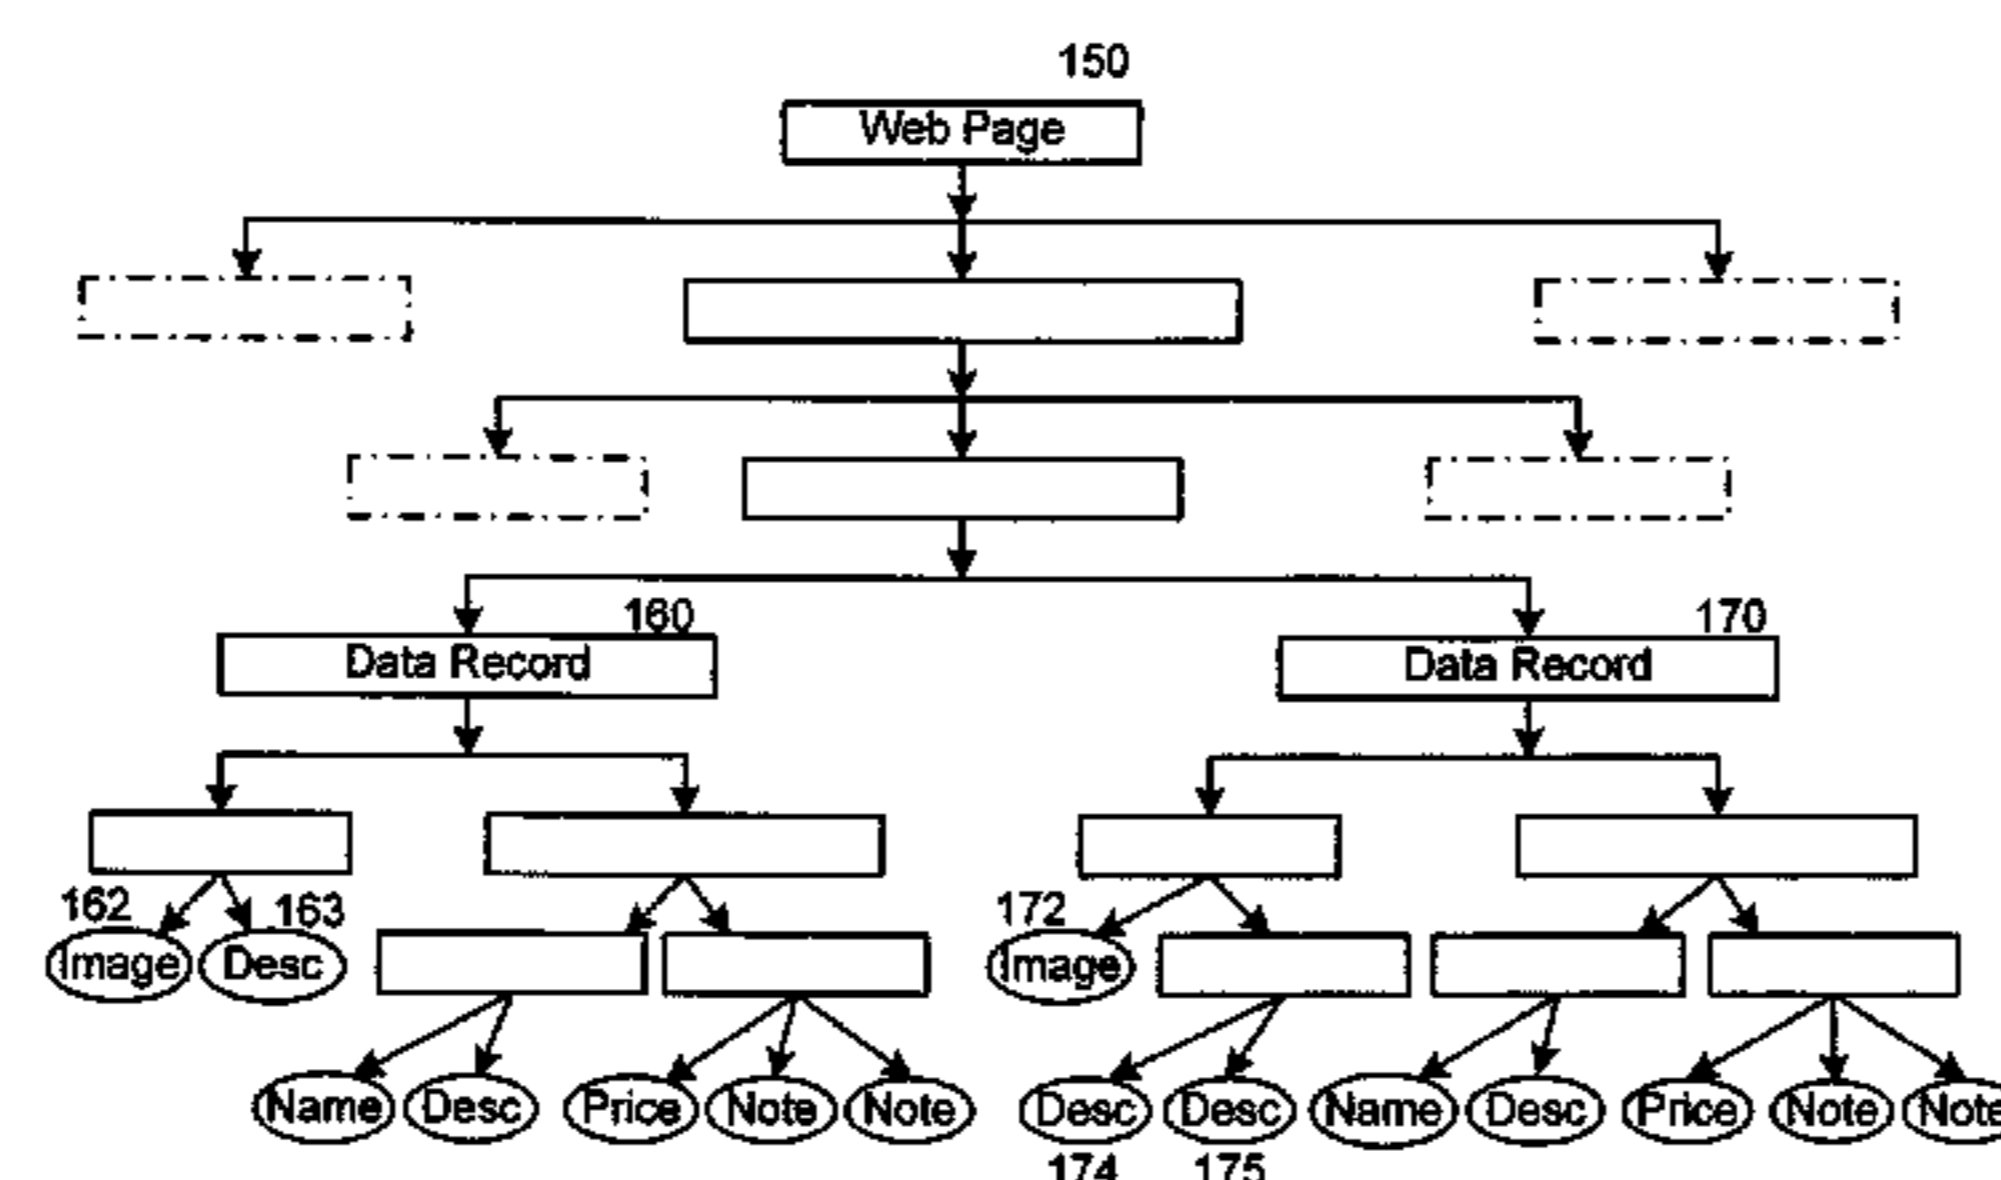 150
Web Page
160
170
Data Record
Data Record
162
163
172
Image
Desc
Image
Name
Desc
Price
Note
Note
Desc
Desc
Name
Desc
Price
Note
Note
174
175